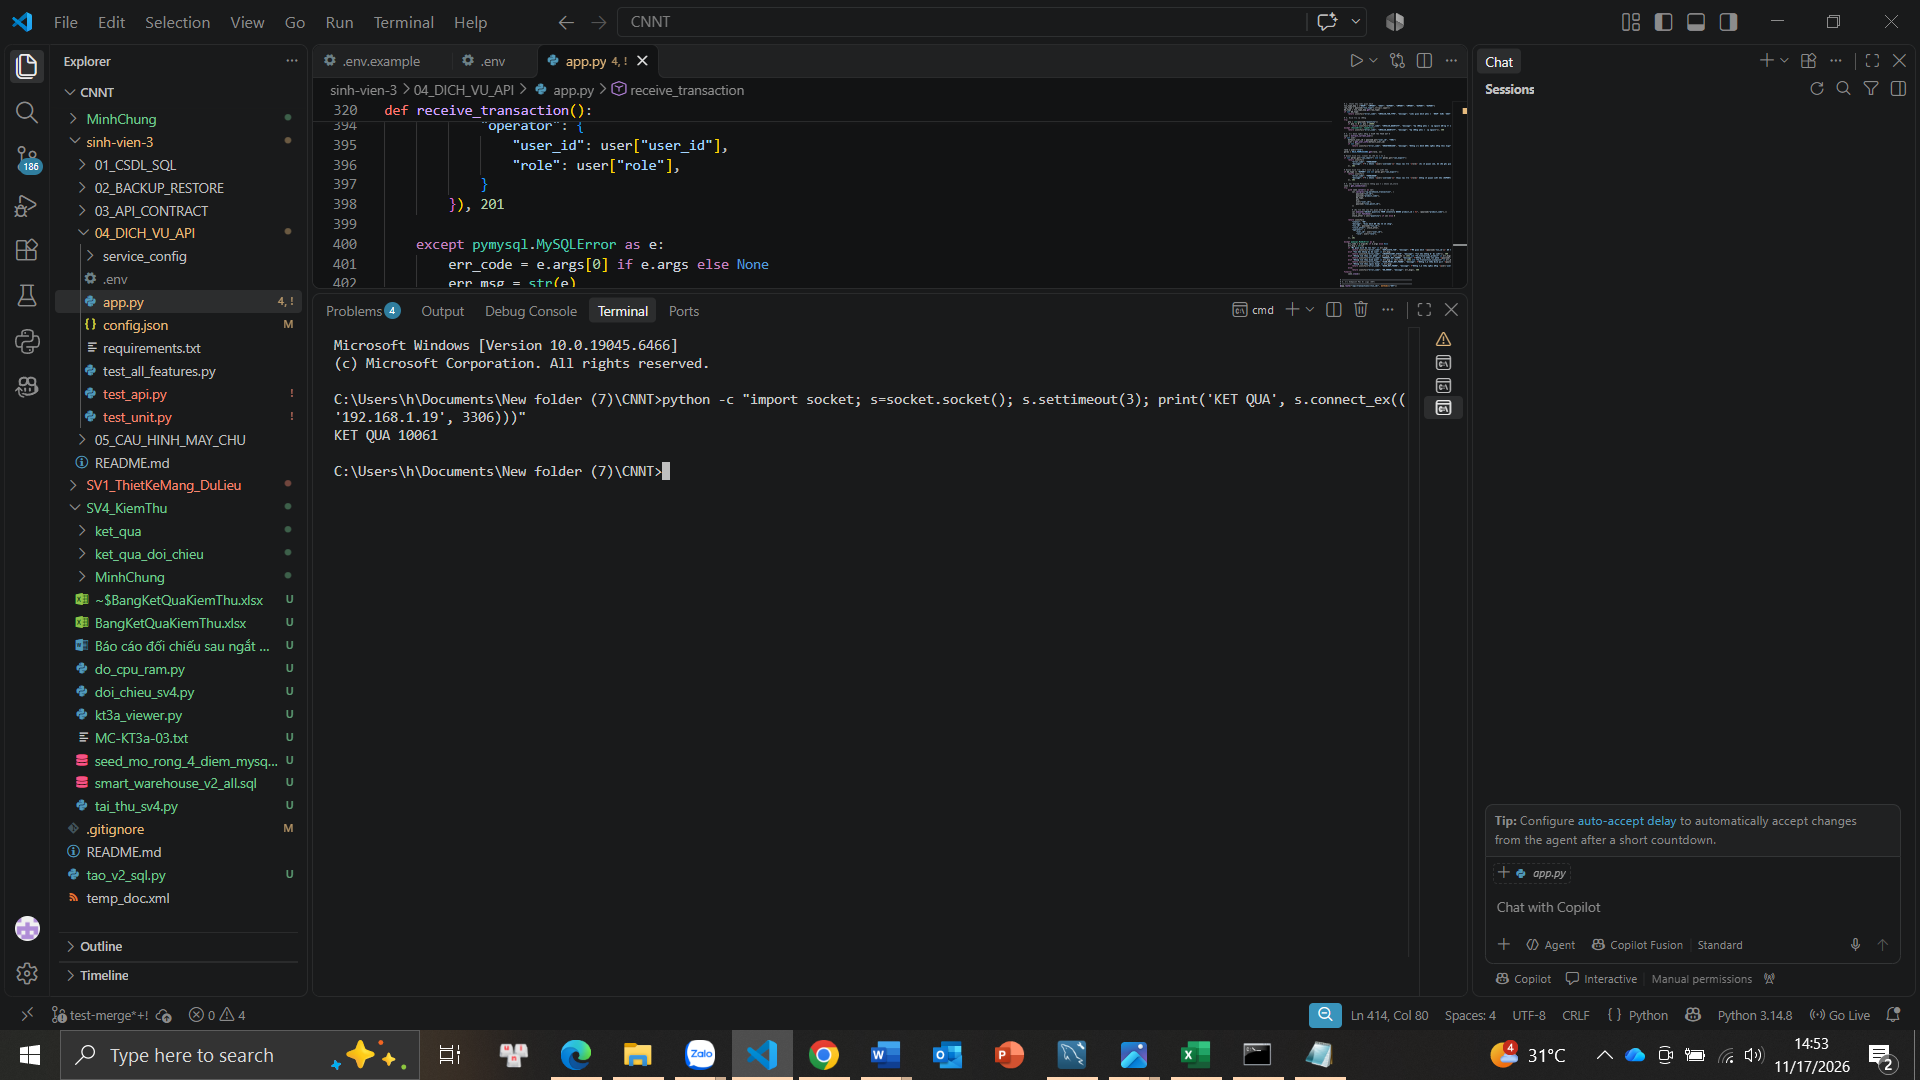 File Edit Selection View Go Run Terminal Help
CNNT
Explorer
CNNT
MinhChung
sinh-vien-3
01_CSDL_SQL
02_BACKUP_RESTORE
03_API_CONTRACT
04_DICH_VU_API
service_config
.env
app.py 4, !
config.json M
requirements.txt
test_all_features.py
test_api.py !
test_unit.py !
05_CAU_HINH_MAY_CHU
README.md
SV1_ThietKeMang_DuLieu
SV4_KiemThu
ket_qua
ket_qua_doi_chieu
MinhChung
~$BangKetQuaKiemThu.xlsx U
BangKetQuaKiemThu.xlsx U
Báo cáo đối chiếu sau ngắt ... U
do_cpu_ram.py U
doi_chieu_sv4.py U
kt3a_viewer.py U
MC-KT3a-03.txt U
seed_mo_rong_4_diem_mysq... U
smart_warehouse_v2_all.sql U
tai_thu_sv4.py U
.gitignore M
README.md
tao_v2_sql.py U
temp_doc.xml
Outline
Timeline
186
.env.example .env app.py 4, !
sinh-vien-3 > 04_DICH_VU_API > app.py > receive_transaction
320 def receive_transaction():
394 "operator": {
395 "user_id": user["user_id"],
396 "role": user["role"],
397 }
398 }), 201
399
400 except pymysql.MySQLError as e:
401 err_code = e.args[0] if e.args else None
402 err_msg = str(e)
Problems 4 Output Debug Console Terminal Ports
cmd
Microsoft Windows [Version 10.0.19045.6466]
(c) Microsoft Corporation. All rights reserved.
C:\Users\h\Documents\New folder (7)\CNNT>python -c "import socket; s=socket.socket(); s.settimeout(3); print('KET QUA', s.connect_ex((
'192.168.1.19', 3306)))"
KET QUA 10061
C:\Users\h\Documents\New folder (7)\CNNT>
Chat
Sessions
Tip: Configure auto-accept delay to automatically accept changes
from the agent after a short countdown.
app.py
Chat with Copilot
Agent Copilot Fusion Standard
Copilot Interactive Manual permissions
test-merge*+! 0 4
Ln 414, Col 80 Spaces: 4 UTF-8 CRLF {} Python Python 3.14.8 Go Live
Type here to search
Zalo
4 31°C
14:53
11/17/2026
2